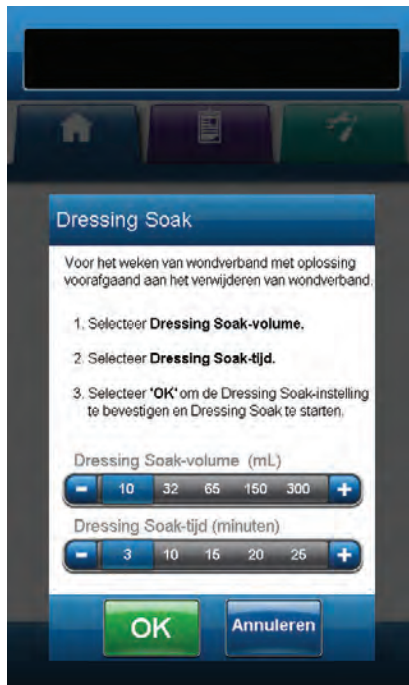 Dressing Soak
Voor het weken van wondverband met oplossing
voorafgaand aan het verwijderen van wondverband.
1. Selecteer Dressing Soak-volume.
2. Selecteer Dressing Soak-tijd.
3. Selecteer 'OK' om de Dressing Soak-instelling
te bevestigen en Dressing Soak te starten.
Dressing Soak-volume (mL)
- 10 32 65 150 300 +
Dressing Soak-tijd (minuten)
- 3 10 15 20 25 +
OK Annuleren